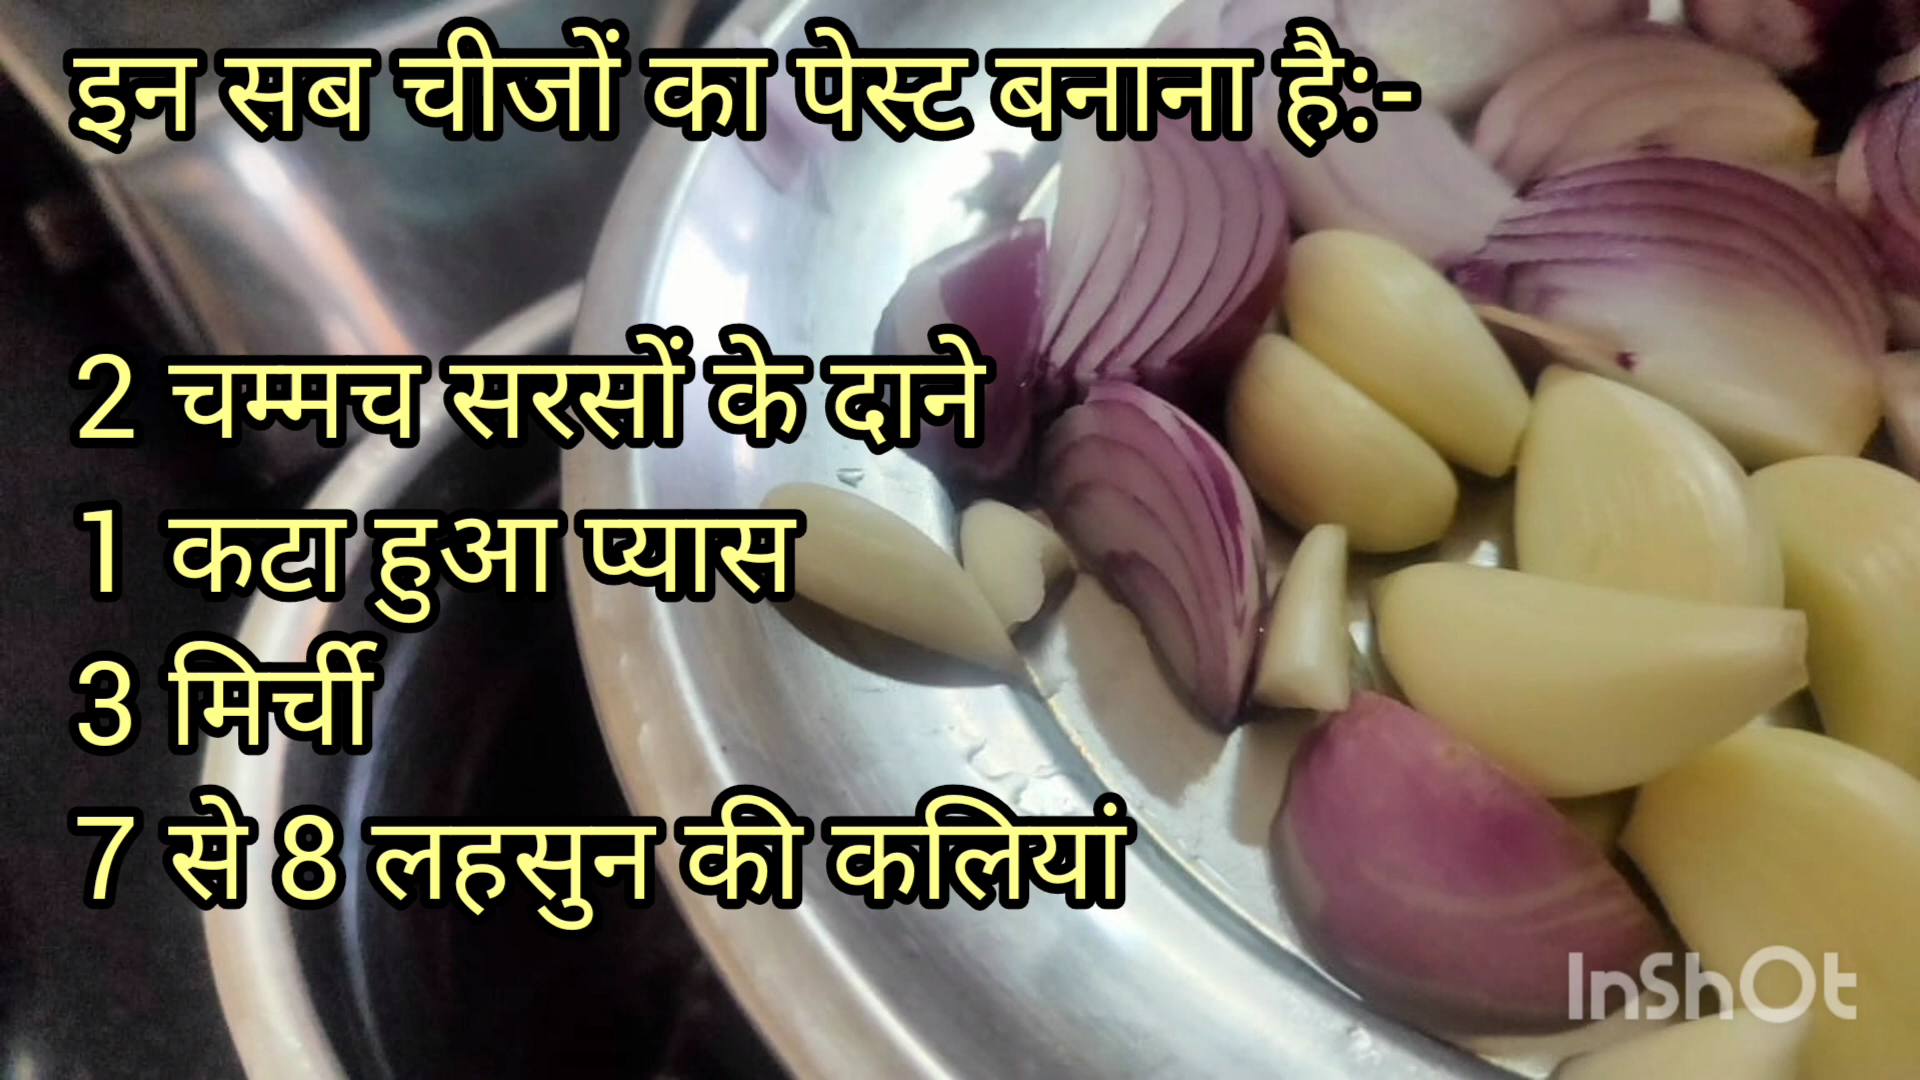 इन सब चीजों का पेस्ट बनाना है:-
2 चम्मच सरसों के दाने
1 कटा हुआ प्यास
3 मिर्ची
7 से 8 लहसुन की कलियां
InShOt